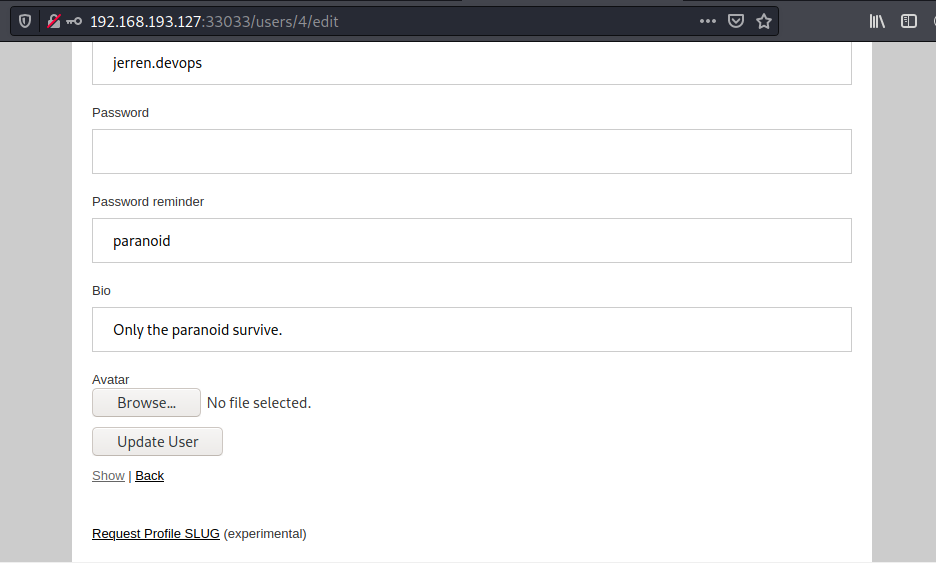 192.168.193.127:33033/users/4/edit
jerren.devops
Password
Password reminder
paranoid
Bio
Only the paranoid survive.
Avatar
Browse... No file selected.
Update User
Show | Back
Request Profile SLUG (experimental)